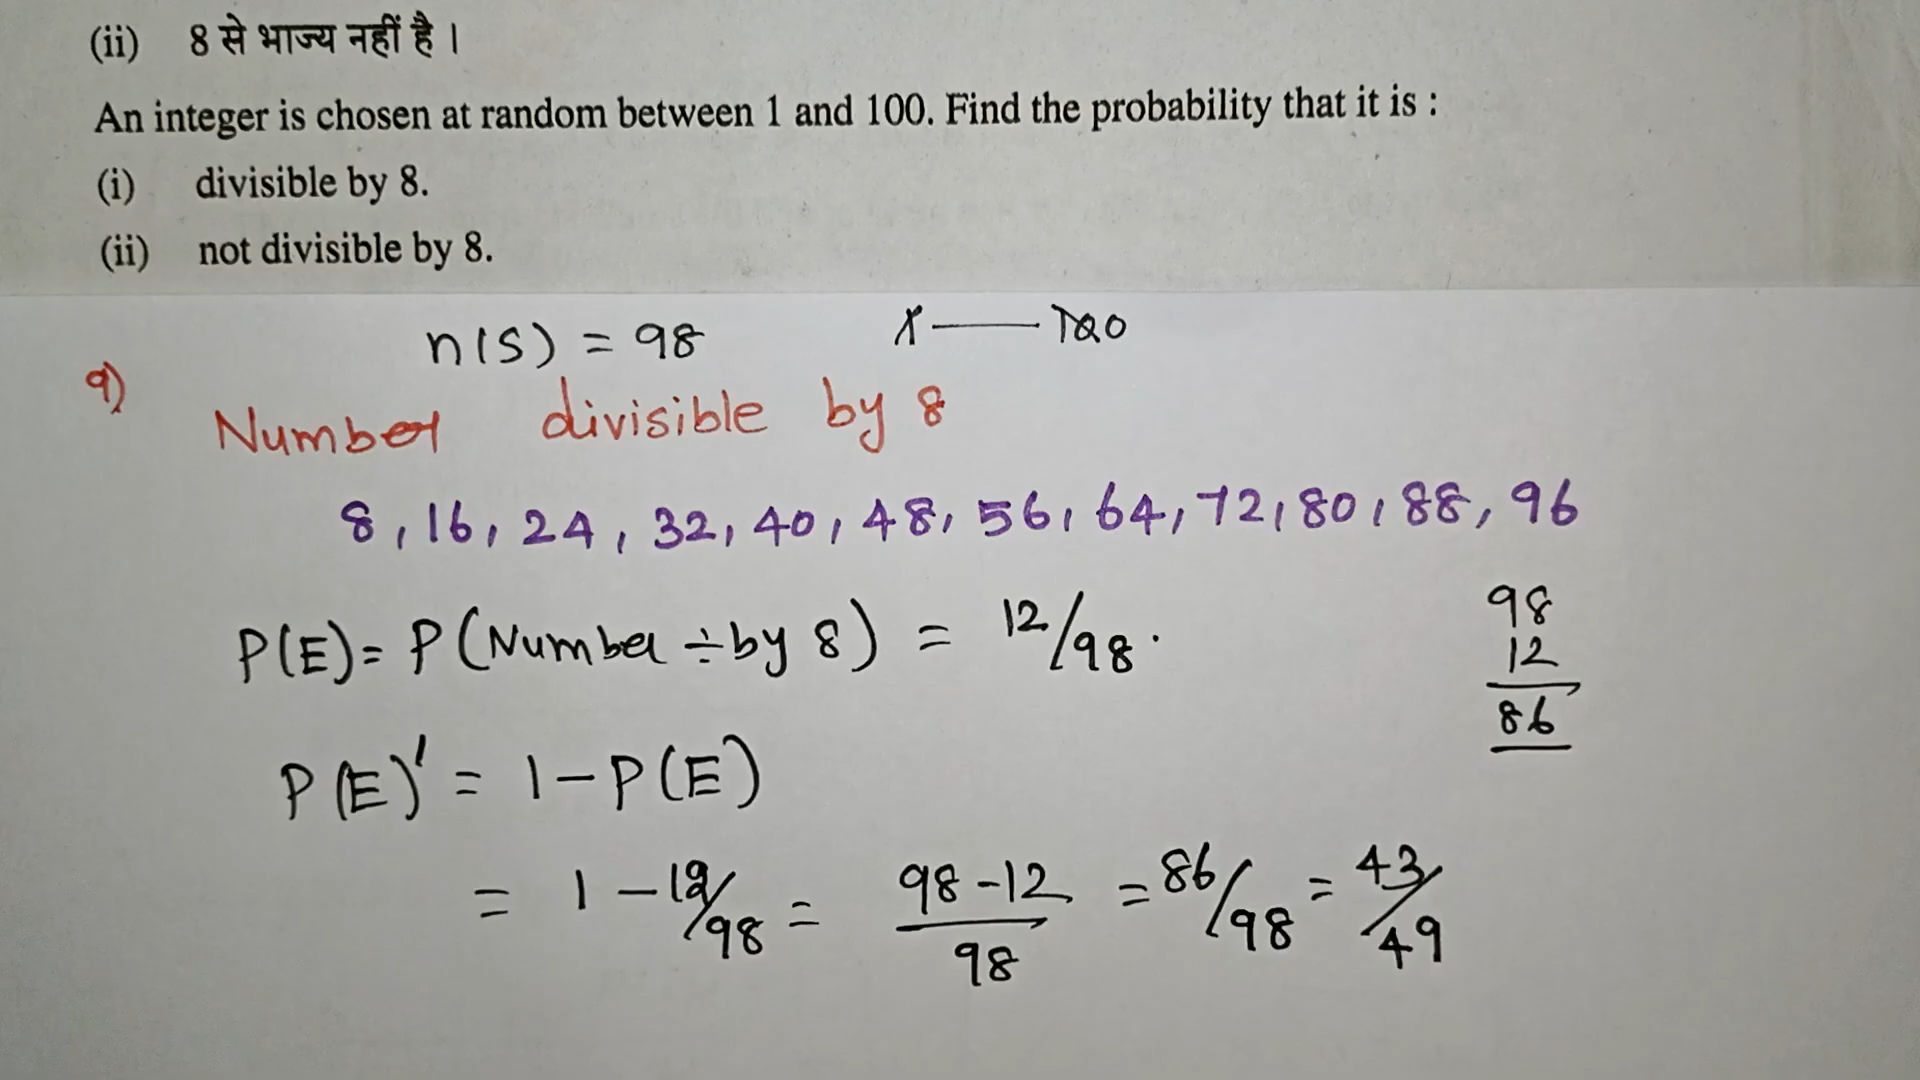 (ii) 8 से भाज्य नहीं है ।
An integer is chosen at random between 1 and 100. Find the probability that it is :
(i) divisible by 8.
(ii) not divisible by 8.
n(S) = 98 1 — 100
9)
Number divisible by 8
8, 16, 24, 32, 40, 48, 56, 64, 72, 80, 88, 96
P(E) = P(Number ÷ by 8) = 12/98.
98
12
86
P(E)' = 1 - P(E)
= 1 - 12/98 = 98-12/98 = 86/98 = 43/49